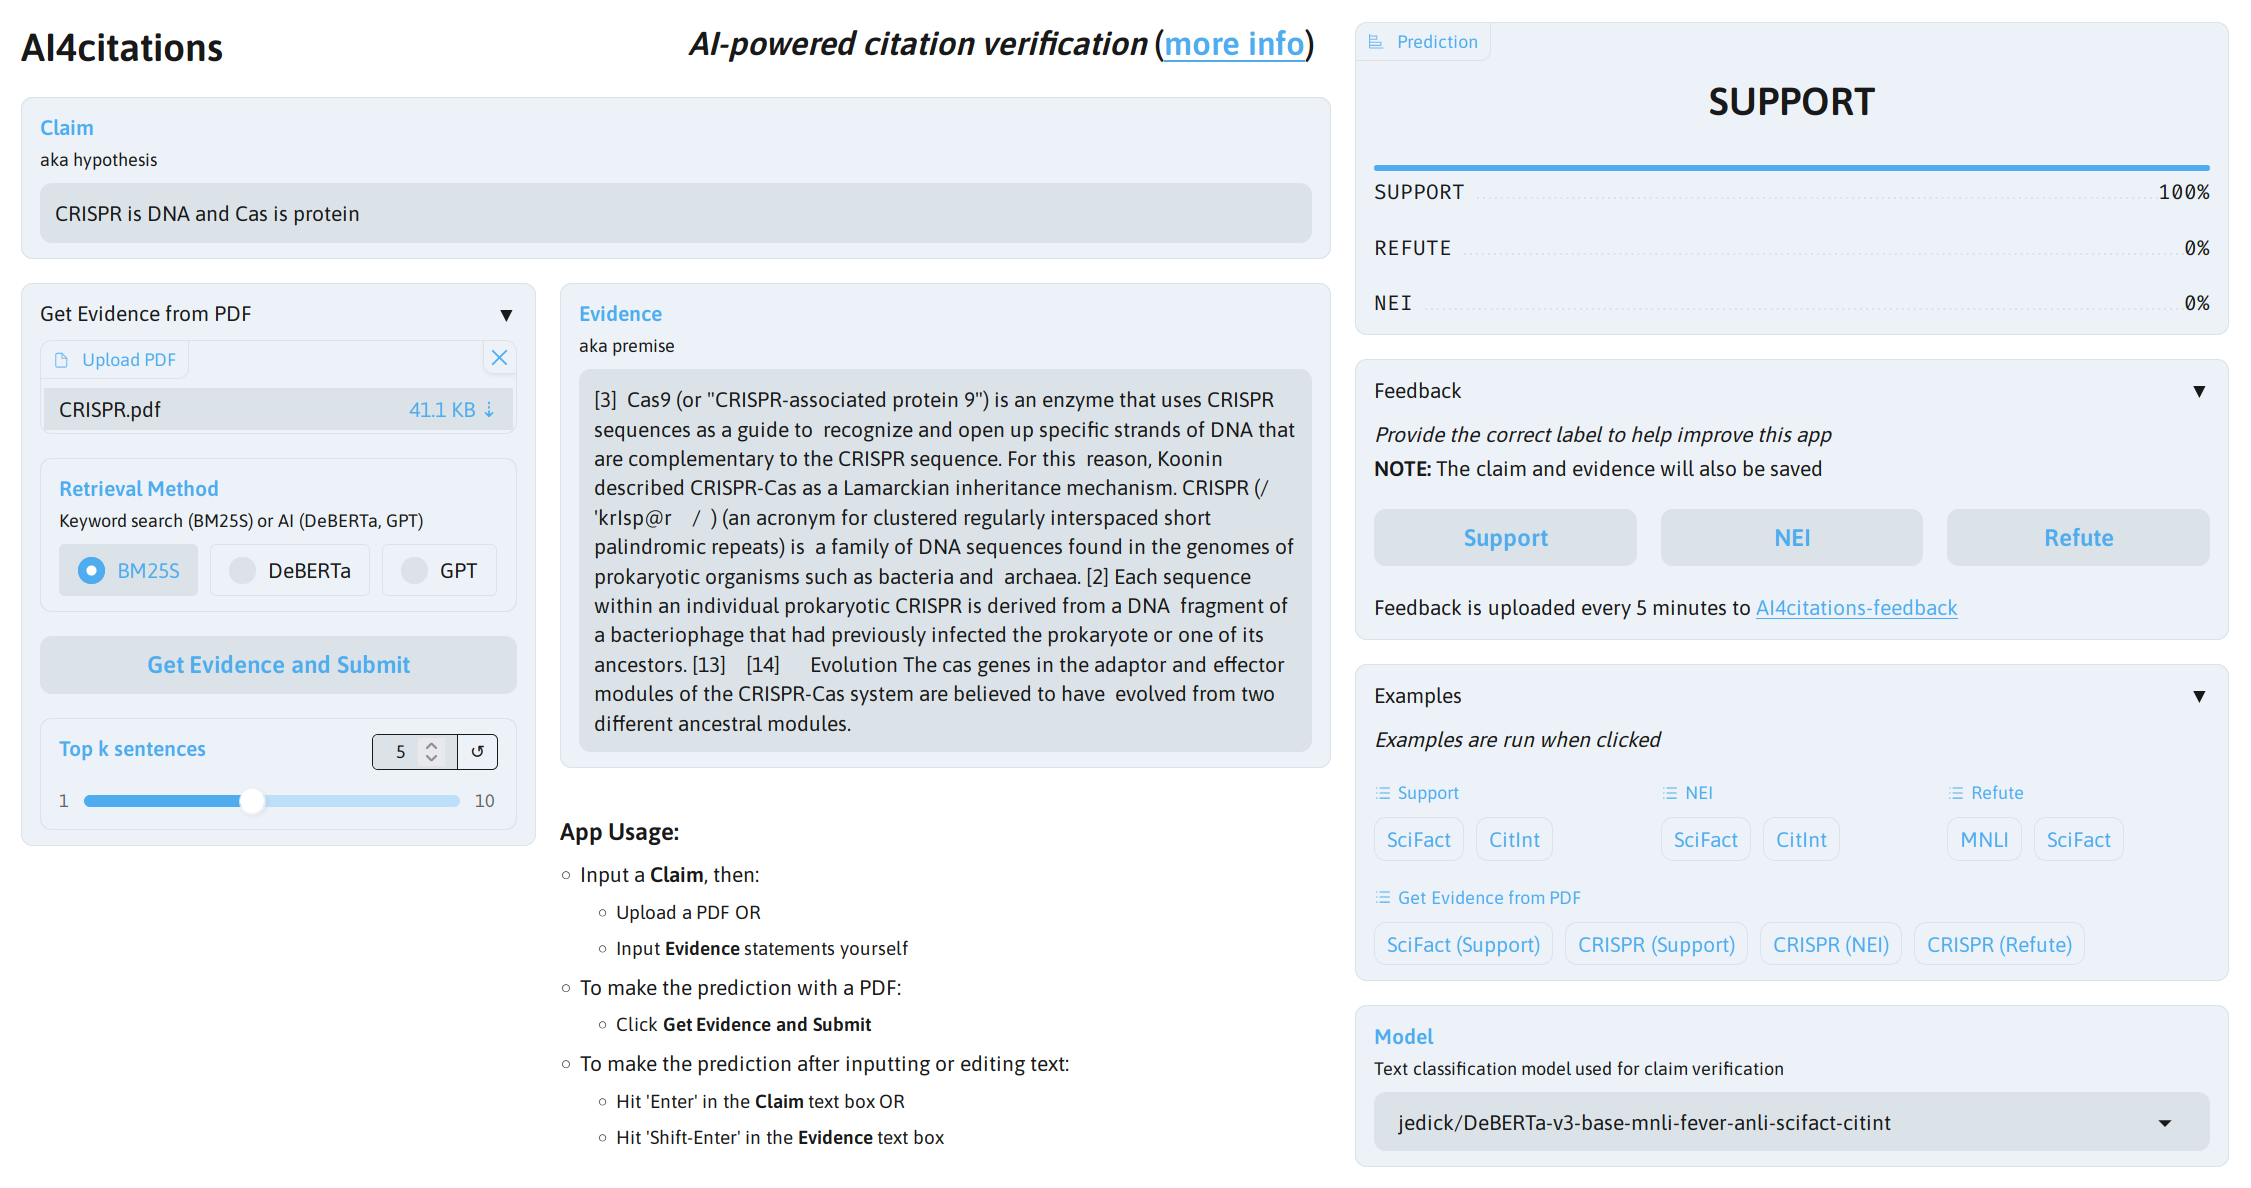 AI4citations
AI-powered citation verification (more info)
Claim
aka hypothesis
CRISPR is DNA and Cas is protein
Get Evidence from PDF ▼
Upload PDF
CRISPR.pdf 41.1 KB ⇣
Retrieval Method
Keyword search (BM25S) or AI (DeBERTa, GPT)
BM25S DeBERTa GPT
Get Evidence and Submit
Top k sentences 5 ↺
1 10
Evidence
aka premise
[3] Cas9 (or "CRISPR-associated protein 9") is an enzyme that uses CRISPR
sequences as a guide to recognize and open up specific strands of DNA that
are complementary to the CRISPR sequence. For this reason, Koonin
described CRISPR-Cas as a Lamarckian inheritance mechanism. CRISPR (/
ˈkrIsp@r / ) (an acronym for clustered regularly interspaced short
palindromic repeats) is a family of DNA sequences found in the genomes of
prokaryotic organisms such as bacteria and archaea. [2] Each sequence
within an individual prokaryotic CRISPR is derived from a DNA fragment of
a bacteriophage that had previously infected the prokaryote or one of its
ancestors. [13] [14] Evolution The cas genes in the adaptor and effector
modules of the CRISPR-Cas system are believed to have evolved from two
different ancestral modules.
App Usage:
Input a Claim, then:
Upload a PDF OR
Input Evidence statements yourself
To make the prediction with a PDF:
Click Get Evidence and Submit
To make the prediction after inputting or editing text:
Hit 'Enter' in the Claim text box OR
Hit 'Shift-Enter' in the Evidence text box
Prediction
SUPPORT
SUPPORT 100%
REFUTE 0%
NEI 0%
Feedback ▼
Provide the correct label to help improve this app
NOTE: The claim and evidence will also be saved
Support NEI Refute
Feedback is uploaded every 5 minutes to AI4citations-feedback
Examples ▼
Examples are run when clicked
Support NEI Refute
SciFact CitInt SciFact CitInt MNLI SciFact
Get Evidence from PDF
SciFact (Support) CRISPR (Support) CRISPR (NEI) CRISPR (Refute)
Model
Text classification model used for claim verification
jedick/DeBERTa-v3-base-mnli-fever-anli-scifact-citint